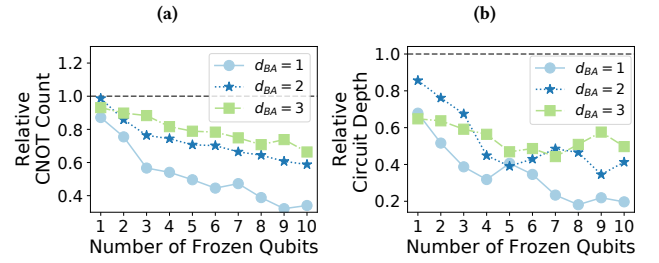 (a)
Relative
CNOT Count
1.2
1.0
0.8
0.6
0.4
d_BA = 1
d_BA = 2
d_BA = 3
1 2 3 4 5 6 7 8 9 10
Number of Frozen Qubits
(b)
Relative
Circuit Depth
1.0
0.8
0.6
0.4
0.2
d_BA = 1
d_BA = 2
d_BA = 3
1 2 3 4 5 6 7 8 9 10
Number of Frozen Qubits